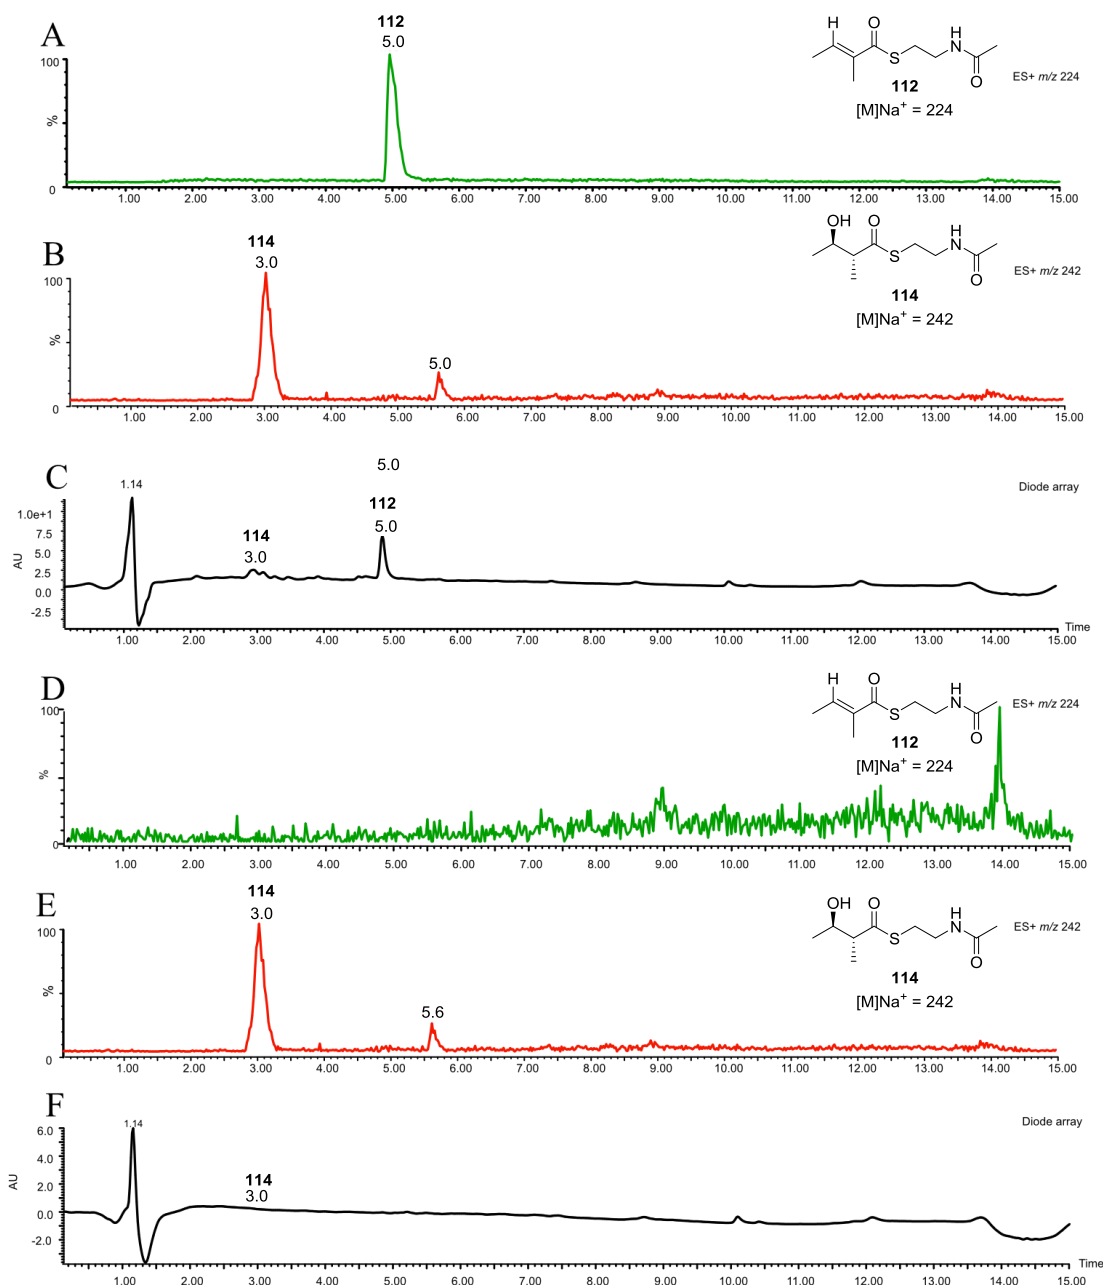 A
112
5.0
H
O
H
N
S
O
112
[M]Na+ = 224
ES+ m/z 224
100
%
0
1.00 2.00 3.00 4.00 5.00 6.00 7.00 8.00 9.00 10.00 11.00 12.00 13.00 14.00 15.00
B
114
3.0
5.0
OH
O
H
N
S
O
114
[M]Na+ = 242
ES+ m/z 242
100
%
0
1.00 2.00 3.00 4.00 5.00 6.00 7.00 8.00 9.00 10.00 11.00 12.00 13.00 14.00 15.00
C
5.0
1.14
112
5.0
114
3.0
Diode array
AU
1.0e+1
7.5
5.0
2.5
0.0
-2.5
1.00 2.00 3.00 4.00 5.00 6.00 7.00 8.00 9.00 10.00 11.00 12.00 13.00 14.00 15.00
Time
D
H
O
H
N
S
O
112
[M]Na+ = 224
ES+ m/z 224
100
%
0
1.00 2.00 3.00 4.00 5.00 6.00 7.00 8.00 9.00 10.00 11.00 12.00 13.00 14.00 15.00
E
114
3.0
5.6
OH
O
H
N
S
O
114
[M]Na+ = 242
ES+ m/z 242
100
%
0
1.00 2.00 3.00 4.00 5.00 6.00 7.00 8.00 9.00 10.00 11.00 12.00 13.00 14.00 15.00
F
1.14
114
3.0
Diode array
AU
6.0
4.0
2.0
0.0
-2.0
1.00 2.00 3.00 4.00 5.00 6.00 7.00 8.00 9.00 10.00 11.00 12.00 13.00 14.00 15.00
Time